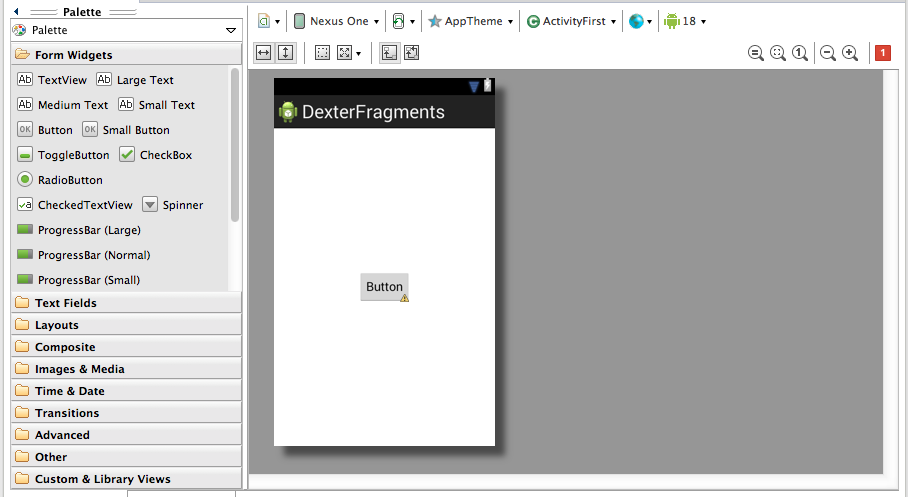 Palette
Palette
Form Widgets
Ab TextView Ab Large Text
Ab Medium Text Ab Small Text
OK Button OK Small Button
ToggleButton CheckBox
RadioButton
a CheckedTextView Spinner
ProgressBar (Large)
ProgressBar (Normal)
ProgressBar (Small)
Text Fields
Layouts
Composite
Images & Media
Time & Date
Transitions
Advanced
Other
Custom & Library Views
Nexus One AppTheme C ActivityFirst 18
1 1
DexterFragments
Button